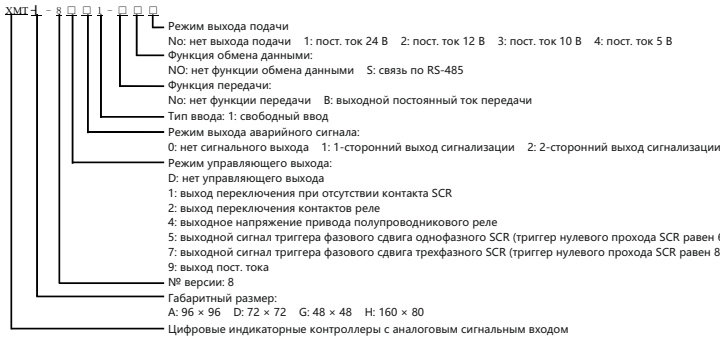 XMT - 8 □ □ 1 - □ □ □
Режим выхода подачи
No: нет выхода подачи 1: пост. ток 24 В 2: пост. ток 12 В 3: пост. ток 10 В 4: пост. ток 5 В
Функция обмена данными:
NO: нет функции обмена данными S: связь по RS-485
Функция передачи:
No: нет функции передачи B: выходной постоянный ток передачи
Тип ввода: 1: свободный ввод
Режим выхода аварийного сигнала:
0: нет сигнального выхода 1: 1-сторонний выход сигнализации 2: 2-сторонний выход сигнализации
Режим управляющего выхода:
D: нет управляющего выхода
1: выход переключения при отсутствии контакта SCR
2: выход переключения контактов реле
4: выходное напряжение привода полупроводникового реле
5: выходной сигнал триггера фазового сдвига однофазного SCR (триггер нулевого прохода SCR равен 6
7: выходной сигнал триггера фазового сдвига трехфазного SCR (триггер нулевого прохода SCR равен 8
9: выход пост. тока
№ версии: 8
Габаритный размер:
A: 96 × 96 D: 72 × 72 G: 48 × 48 H: 160 × 80
Цифровые индикаторные контроллеры с аналоговым сигнальным входом